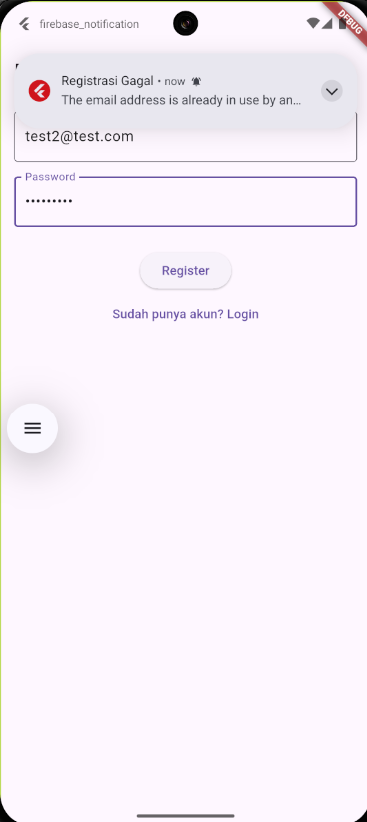 firebase_notification
DEBUG
Registrasi Gagal • now
The email address is already in use by an...
test2@test.com
Password
•••••••••
Register
Sudah punya akun? Login